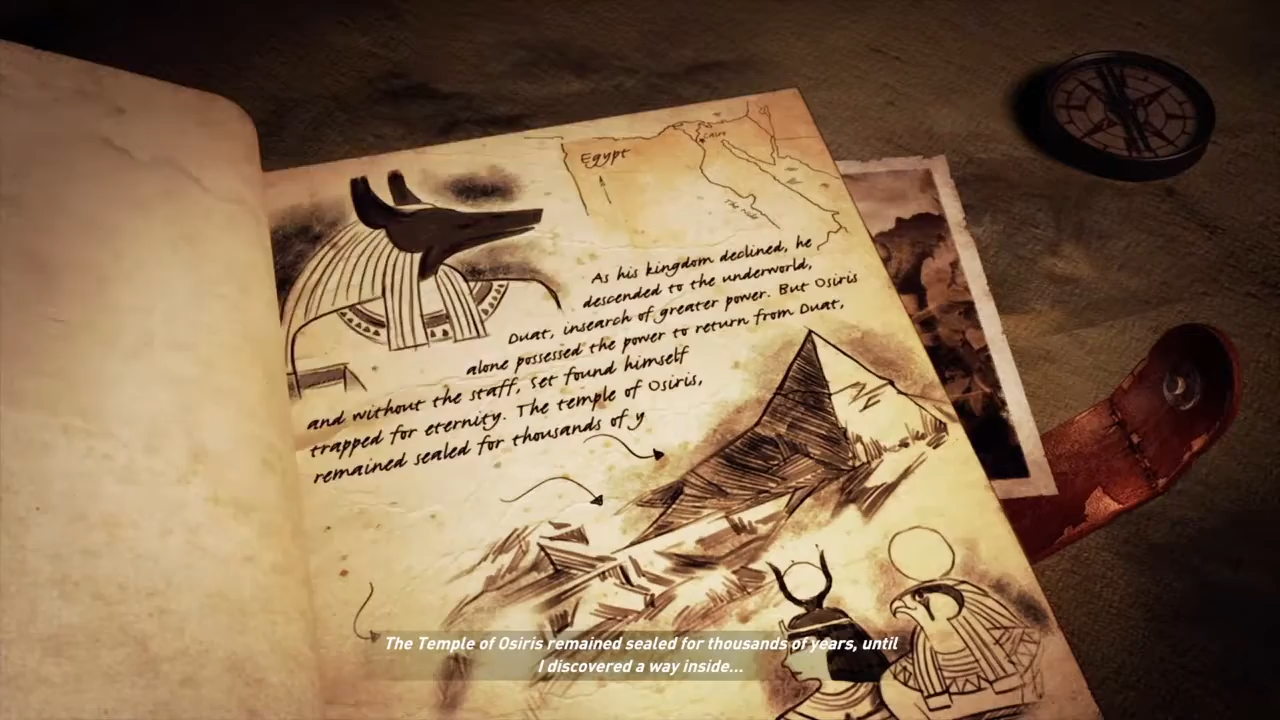 Egypt
Cairo
The Nile
As his kingdom declined, he
descended to the underworld,
Duat, insearch of greater power. But Osiris
alone possessed the power to return from Duat,
and without the staff, Set found himself
trapped for eternity. The temple of Osiris,
remained sealed for thousands of y
The Temple of Osiris remained sealed for thousands of years, until
I discovered a way inside...